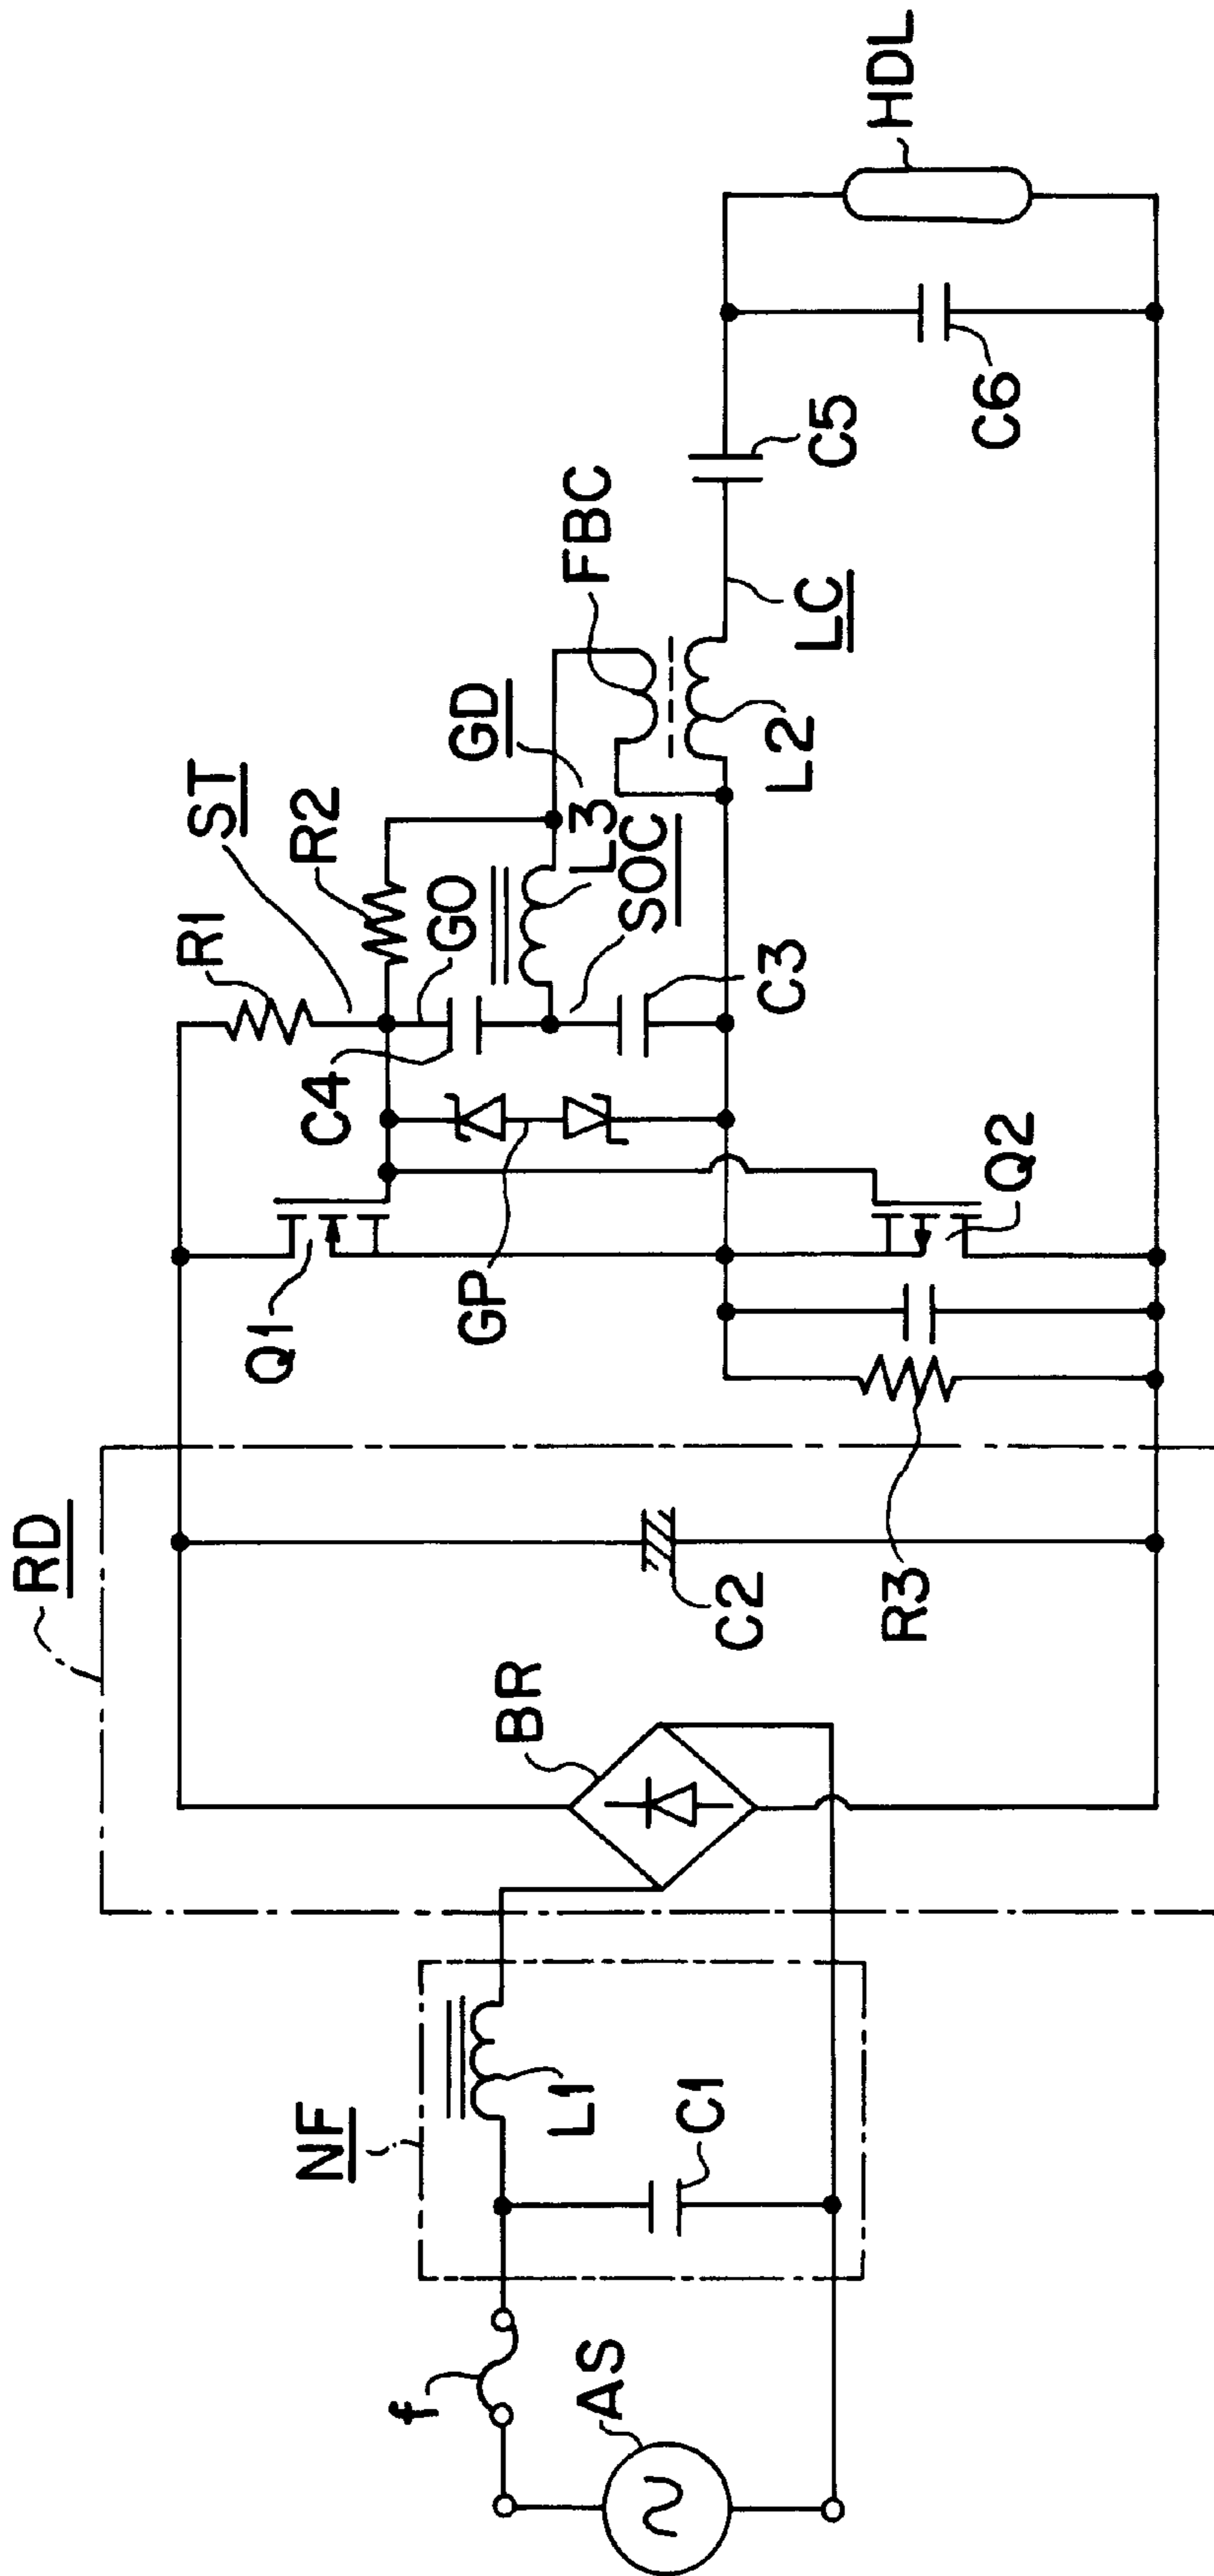 AS
f
NF
L1
C1
RD
BR
C2
R3
Q1
GP
Q2
C4
R1
ST
R2
GO
GD
L3
SOC
C3
FBC
L2
LC
C5
C6
HDL